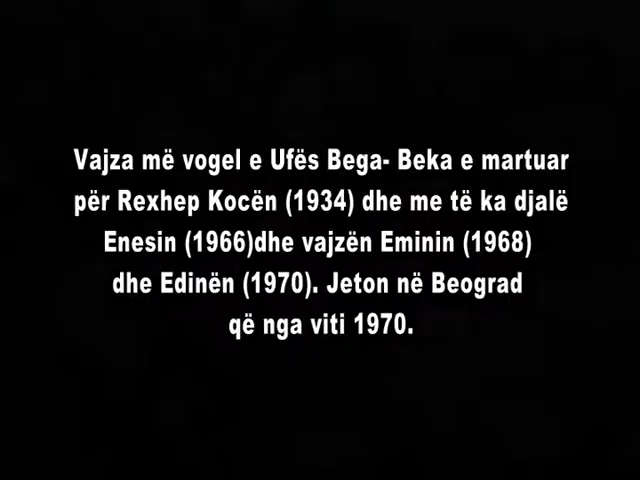 Vajza më vogel e Ufës Bega- Beka e martuar
për Rexhep Kocën (1934) dhe me të ka djalë
Enesin (1966)dhe vajzën Eminin (1968)
dhe Edinën (1970). Jeton në Beograd
që nga viti 1970.